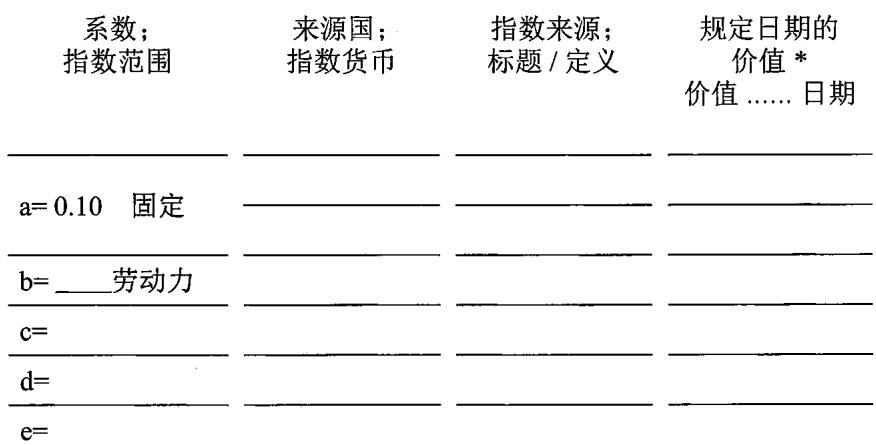 系数； 来源国； 指数来源； 规定日期的
指数范围 指数货币 标题 / 定义 价值 *
价值 ...... 日期
a= 0.10 固定
b= ____劳动力
c=
d=
e=